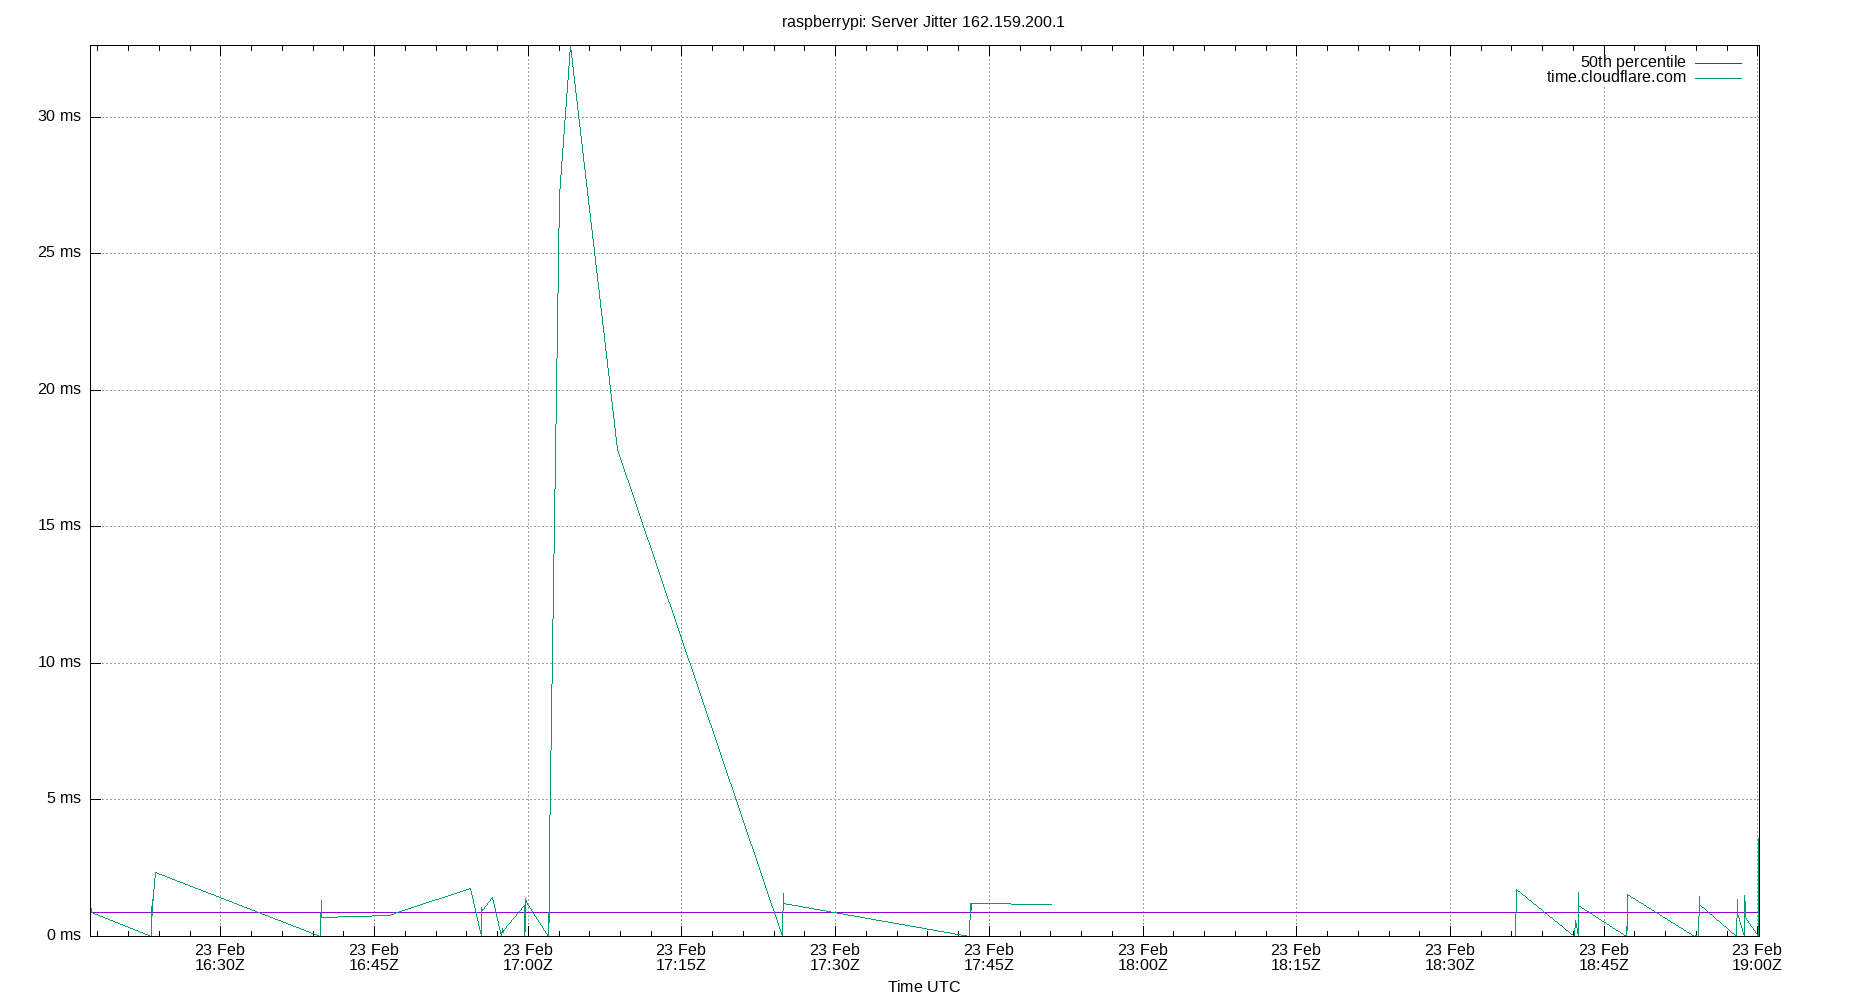 raspberrypi: Server Jitter 162.159.200.1
50th percentile
time.cloudflare.com
30 ms
25 ms
20 ms
15 ms
10 ms
5 ms
0 ms
23 Feb 23 Feb 23 Feb 23 Feb 23 Feb 23 Feb 23 Feb 23 Feb 23 Feb 23 Feb 23 Feb
16:30Z 16:45Z 17:00Z 17:15Z 17:30Z 17:45Z 18:00Z 18:15Z 18:30Z 18:45Z 19:00Z
Time UTC